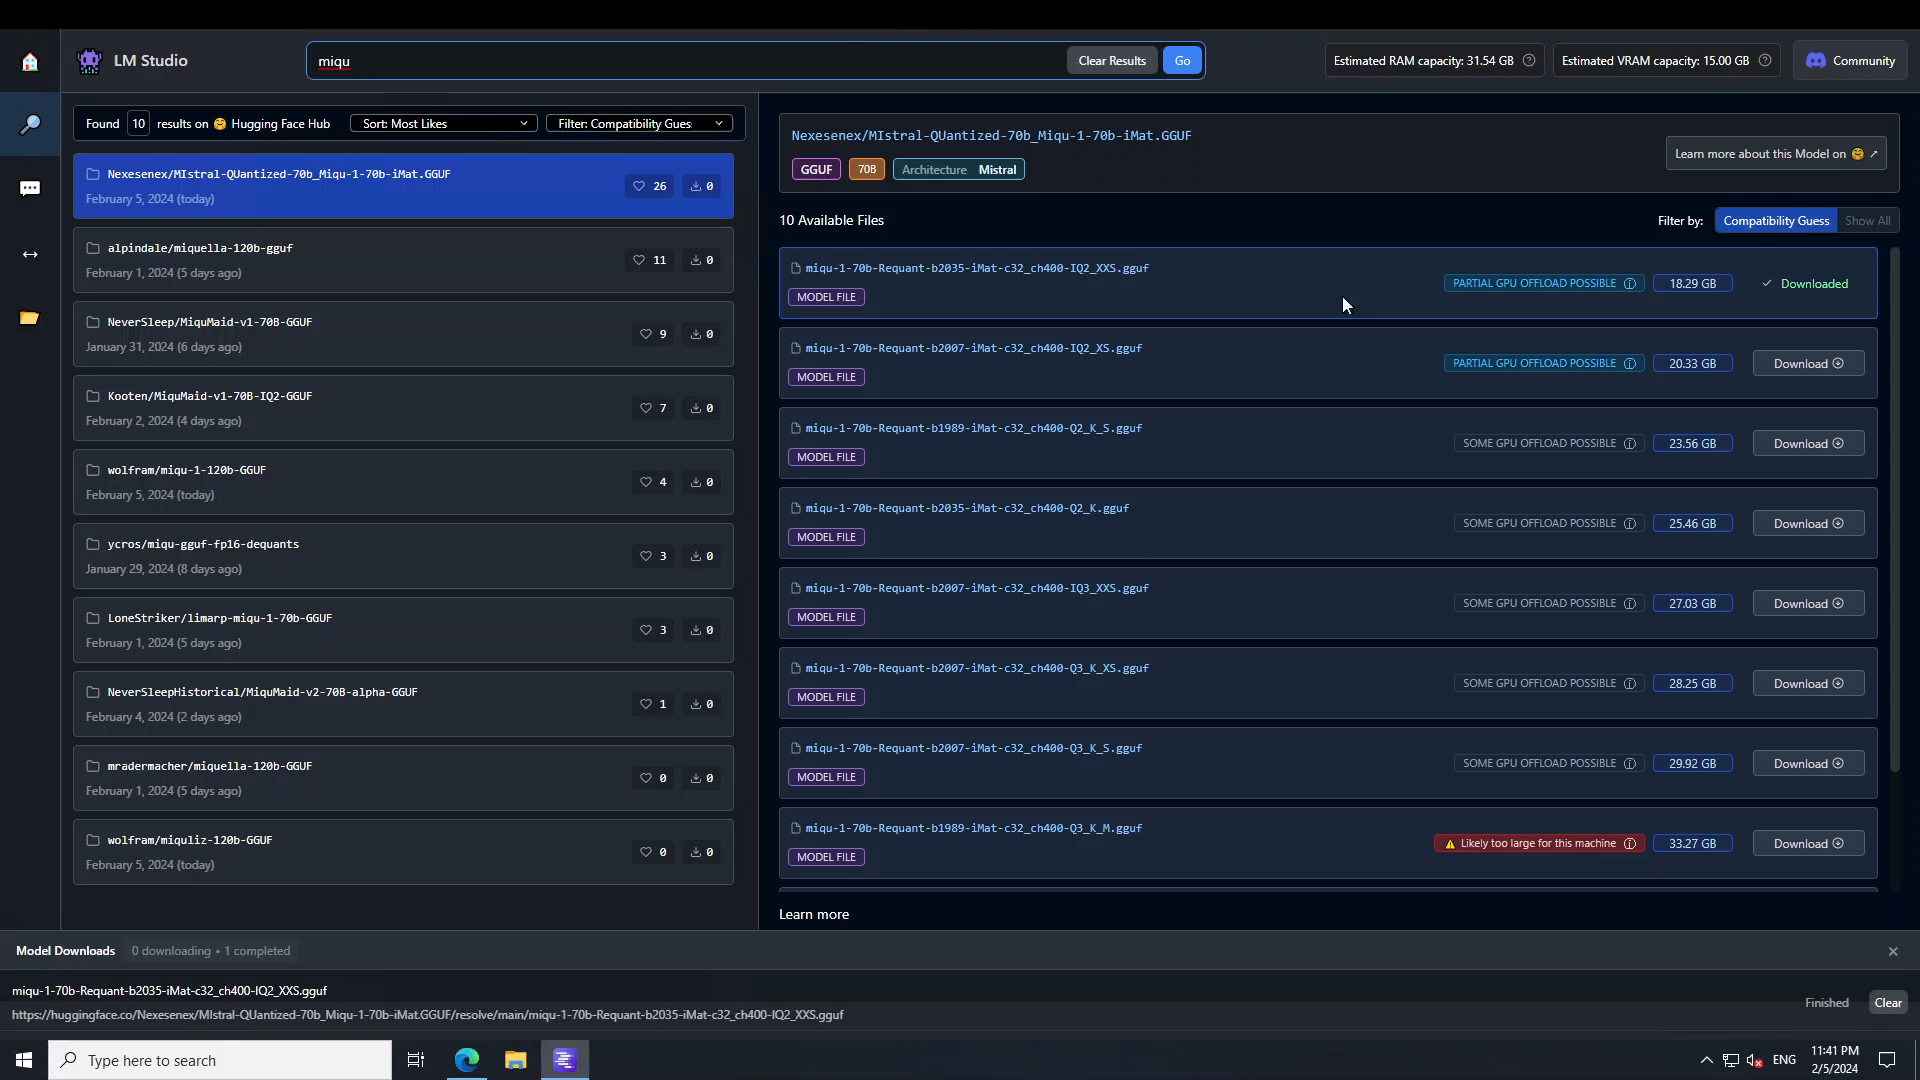 LM Studio
miqu
Clear Results
Go
Estimated RAM capacity: 31.54 GB
Estimated VRAM capacity: 15.00 GB
Community
Found 10 results on Hugging Face Hub
Sort: Most Likes
Filter: Compatibility Gues
Nexesenex/MIstral-QUantized-70b_Miqu-1-70b-iMat.GGUF
26
0
February 5, 2024 (today)
alpindale/miquella-120b-gguf
11
0
February 1, 2024 (5 days ago)
NeverSleep/MiquMaid-v1-70B-GGUF
9
0
January 31, 2024 (6 days ago)
Kooten/MiquMaid-v1-70B-IQ2-GGUF
7
0
February 2, 2024 (4 days ago)
wolfram/miqu-1-120b-GGUF
4
0
February 5, 2024 (today)
ycros/miqu-gguf-fp16-dequants
3
0
January 29, 2024 (8 days ago)
LoneStriker/limarp-miqu-1-70b-GGUF
3
0
February 1, 2024 (5 days ago)
NeverSleepHistorical/MiquMaid-v2-70B-alpha-GGUF
1
0
February 4, 2024 (2 days ago)
mradermacher/miquella-120b-GGUF
0
0
February 1, 2024 (5 days ago)
wolfram/miquliz-120b-GGUF
0
0
February 5, 2024 (today)
Nexesenex/MIstral-QUantized-70b_Miqu-1-70b-iMat.GGUF
GGUF
70B
Architecture Mistral
Learn more about this Model on
10 Available Files
Filter by:
Compatibility Guess
Show All
miqu-1-70b-Requant-b2035-iMat-c32_ch400-IQ2_XXS.gguf
MODEL FILE
PARTIAL GPU OFFLOAD POSSIBLE
18.29 GB
Downloaded
miqu-1-70b-Requant-b2007-iMat-c32_ch400-IQ2_XS.gguf
MODEL FILE
PARTIAL GPU OFFLOAD POSSIBLE
20.33 GB
Download
miqu-1-70b-Requant-b1989-iMat-c32_ch400-Q2_K_S.gguf
MODEL FILE
SOME GPU OFFLOAD POSSIBLE
23.56 GB
Download
miqu-1-70b-Requant-b2035-iMat-c32_ch400-Q2_K.gguf
MODEL FILE
SOME GPU OFFLOAD POSSIBLE
25.46 GB
Download
miqu-1-70b-Requant-b2007-iMat-c32_ch400-IQ3_XXS.gguf
MODEL FILE
SOME GPU OFFLOAD POSSIBLE
27.03 GB
Download
miqu-1-70b-Requant-b2007-iMat-c32_ch400-Q3_K_XS.gguf
MODEL FILE
SOME GPU OFFLOAD POSSIBLE
28.25 GB
Download
miqu-1-70b-Requant-b2007-iMat-c32_ch400-Q3_K_S.gguf
MODEL FILE
SOME GPU OFFLOAD POSSIBLE
29.92 GB
Download
miqu-1-70b-Requant-b1989-iMat-c32_ch400-Q3_K_M.gguf
MODEL FILE
Likely too large for this machine
33.27 GB
Download
Learn more
Model Downloads
0 downloading • 1 completed
miqu-1-70b-Requant-b2035-iMat-c32_ch400-IQ2_XXS.gguf
https://huggingface.co/Nexesenex/MIstral-QUantized-70b_Miqu-1-70b-iMat.GGUF/resolve/main/miqu-1-70b-Requant-b2035-iMat-c32_ch400-IQ2_XXS.gguf
Finished
Clear
Type here to search
ENG
11:41 PM
2/5/2024